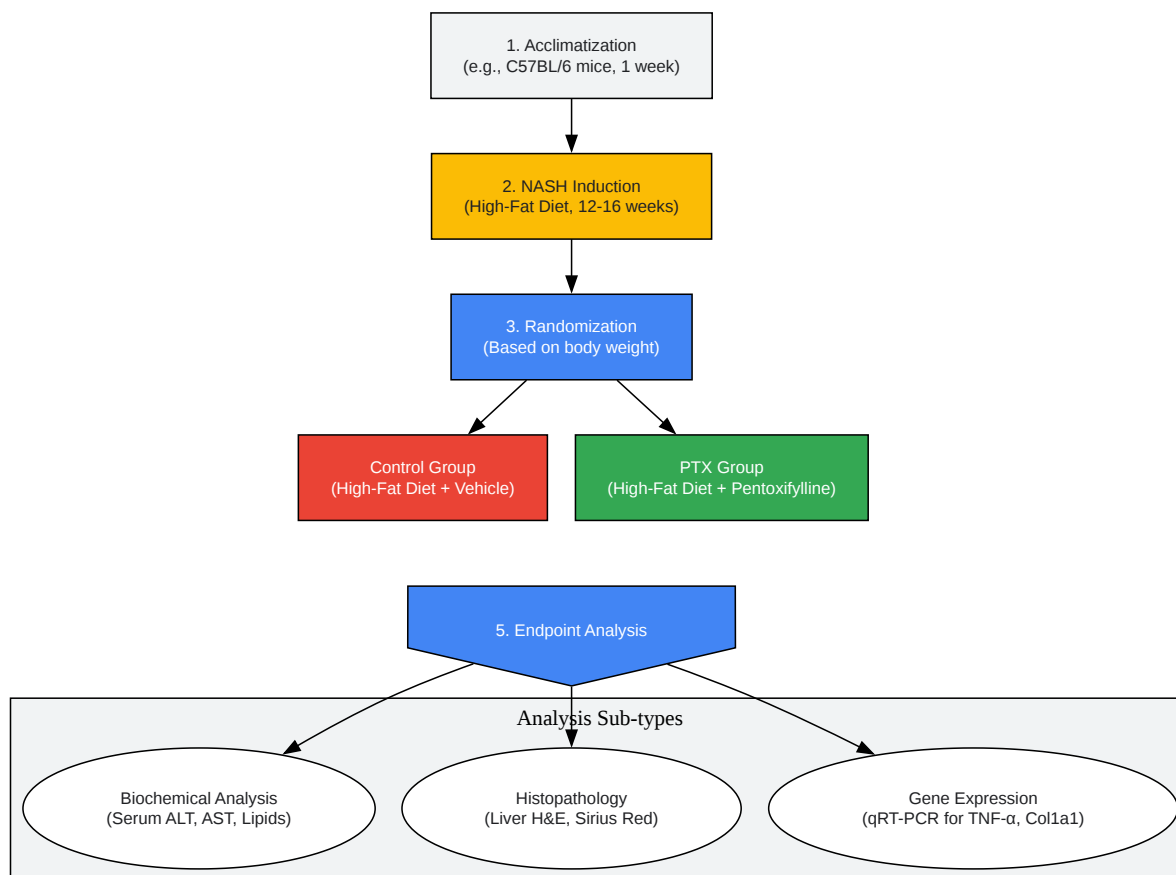 1. Acclimatization
(e.g., C57BL/6 mice, 1 week)
2. NASH Induction
(High-Fat Diet, 12-16 weeks)
3. Randomization
(Based on body weight)
Control Group
(High-Fat Diet + Vehicle)
PTX Group
(High-Fat Diet + Pentoxifylline)
5. Endpoint Analysis
Analysis Sub-types
Biochemical Analysis
(Serum ALT, AST, Lipids)
Histopathology
(Liver H&E, Sirius Red)
Gene Expression
(qRT-PCR for TNF-α, Col1a1)